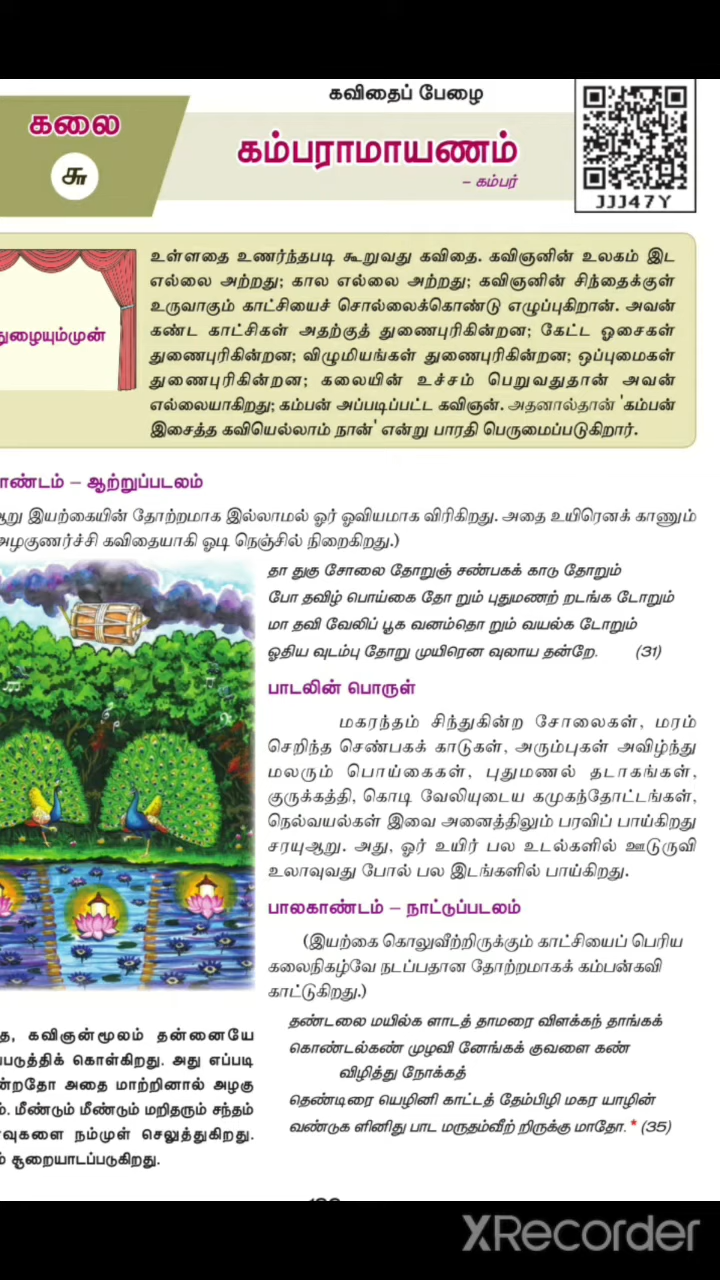 கவிதைப் பேழை
கலை
௬
கம்பராமாயணம்
– கம்பர்
JJJ47Y
நுழையும்முன்
உள்ளதை உணர்ந்தபடி கூறுவது கவிதை. கவிஞனின் உலகம் இட
எல்லை அற்றது; கால எல்லை அற்றது; கவிஞனின் சிந்தைக்குள்
உருவாகும் காட்சியைச் சொல்லைக்கொண்டு எழுப்புகிறான். அவன்
கண்ட காட்சிகள் அதற்குத் துணைபுரிகின்றன; கேட்ட ஓசைகள்
துணைபுரிகின்றன; விழுமியங்கள் துணைபுரிகின்றன; ஒப்புமைகள்
துணைபுரிகின்றன; கலையின் உச்சம் பெறுவதுதான் அவன்
எல்லையாகிறது; கம்பன் அப்படிப்பட்ட கவிஞன். அதனால்தான் 'கம்பன்
இசைத்த கவியெல்லாம் நான்' என்று பாரதி பெருமைப்படுகிறார்.
ாண்டம் – ஆற்றுப்படலம்
ஆறு இயற்கையின் தோற்றமாக இல்லாமல் ஓர் ஓவியமாக விரிகிறது. அதை உயிரெனக் காணும்
அழகுணர்ச்சி கவிதையாகி ஓடி நெஞ்சில் நிறைகிறது.)
தா துகு சோலை தோறுஞ் சண்பகக் காடு தோறும்
போ தவிழ் பொய்கை தோ றும் புதுமணற் றடங்க டோறும்
மா தவி வேலிப் பூக வனம்தொ றும் வயல்க டோறும்
ஓதிய வுடம்பு தோறு முயிரென வுலாய தன்றே. (31)
பாடலின் பொருள்
மகரந்தம் சிந்துகின்ற சோலைகள், மரம்
செறிந்த செண்பகக் காடுகள், அரும்புகள் அவிழ்ந்து
மலரும் பொய்கைகள், புதுமணல் தடாகங்கள்,
குருக்கத்தி, கொடி வேலியுடைய கமுகந்தோட்டங்கள்,
நெல்வயல்கள் இவை அனைத்திலும் பரவிப் பாய்கிறது
சரயுஆறு. அது, ஓர் உயிர் பல உடல்களில் ஊடுருவி
உலாவுவது போல் பல இடங்களில் பாய்கிறது.
பாலகாண்டம் – நாட்டுப்படலம்
(இயற்கை கொலுவீற்றிருக்கும் காட்சியைப் பெரிய
கலைநிகழ்வே நடப்பதான தோற்றமாகக் கம்பன்கவி
காட்டுகிறது.)
தண்டலை மயில்க ளாடத் தாமரை விளக்கந் தாங்கக்
கொண்டல்கண் முழவி னேங்கக் குவளை கண்
விழித்து நோக்கத்
தெண்டிரை யெழினி காட்டத் தேம்பிழி மகர யாழின்
வண்டுக ளினிது பாட மருதம்வீற் றிருக்கு மாதோ. * (35)
த, கவிஞன்மூலம் தன்னையே
படுத்திக் கொள்கிறது. அது எப்படி
ன்றதோ அதை மாற்றினால் அழகு
ம். மீண்டும் மீண்டும் மறிதரும் சந்தம்
வுகளை நம்முள் செலுத்துகிறது.
ம் சூறையாடப்படுகிறது.
XRecorder